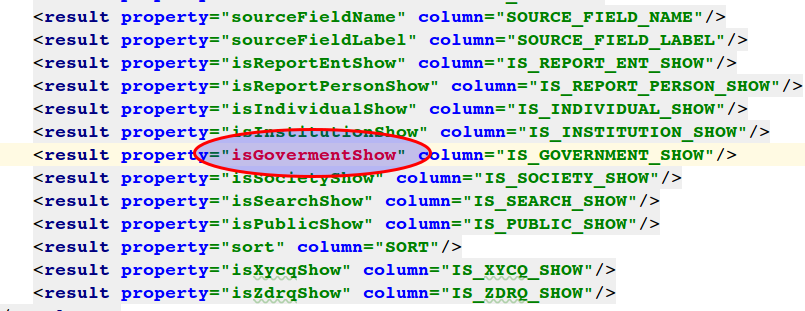 <result property="sourceFieldName" column="SOURCE_FIELD_NAME"/>
<result property="sourceFieldLabel" column="SOURCE_FIELD_LABEL"/>
<result property="isReportEntShow" column="IS_REPORT_ENT_SHOW"/>
<result property="isReportPersonShow" column="IS_REPORT_PERSON_SHOW"/>
<result property="isIndividualShow" column="IS_INDIVIDUAL_SHOW"/>
<result property="isInstitutionShow" column="IS_INSTITUTION_SHOW"/>
<result property="isGovermentShow" column="IS_GOVERNMENT_SHOW"/>
<result property="isSocietyShow" column="IS_SOCIETY_SHOW"/>
<result property="isSearchShow" column="IS_SEARCH_SHOW"/>
<result property="isPublicShow" column="IS_PUBLIC_SHOW"/>
<result property="sort" column="SORT"/>
<result property="isXycqShow" column="IS_XYCQ_SHOW"/>
<result property="isZdrqShow" column="IS_ZDRQ_SHOW"/>